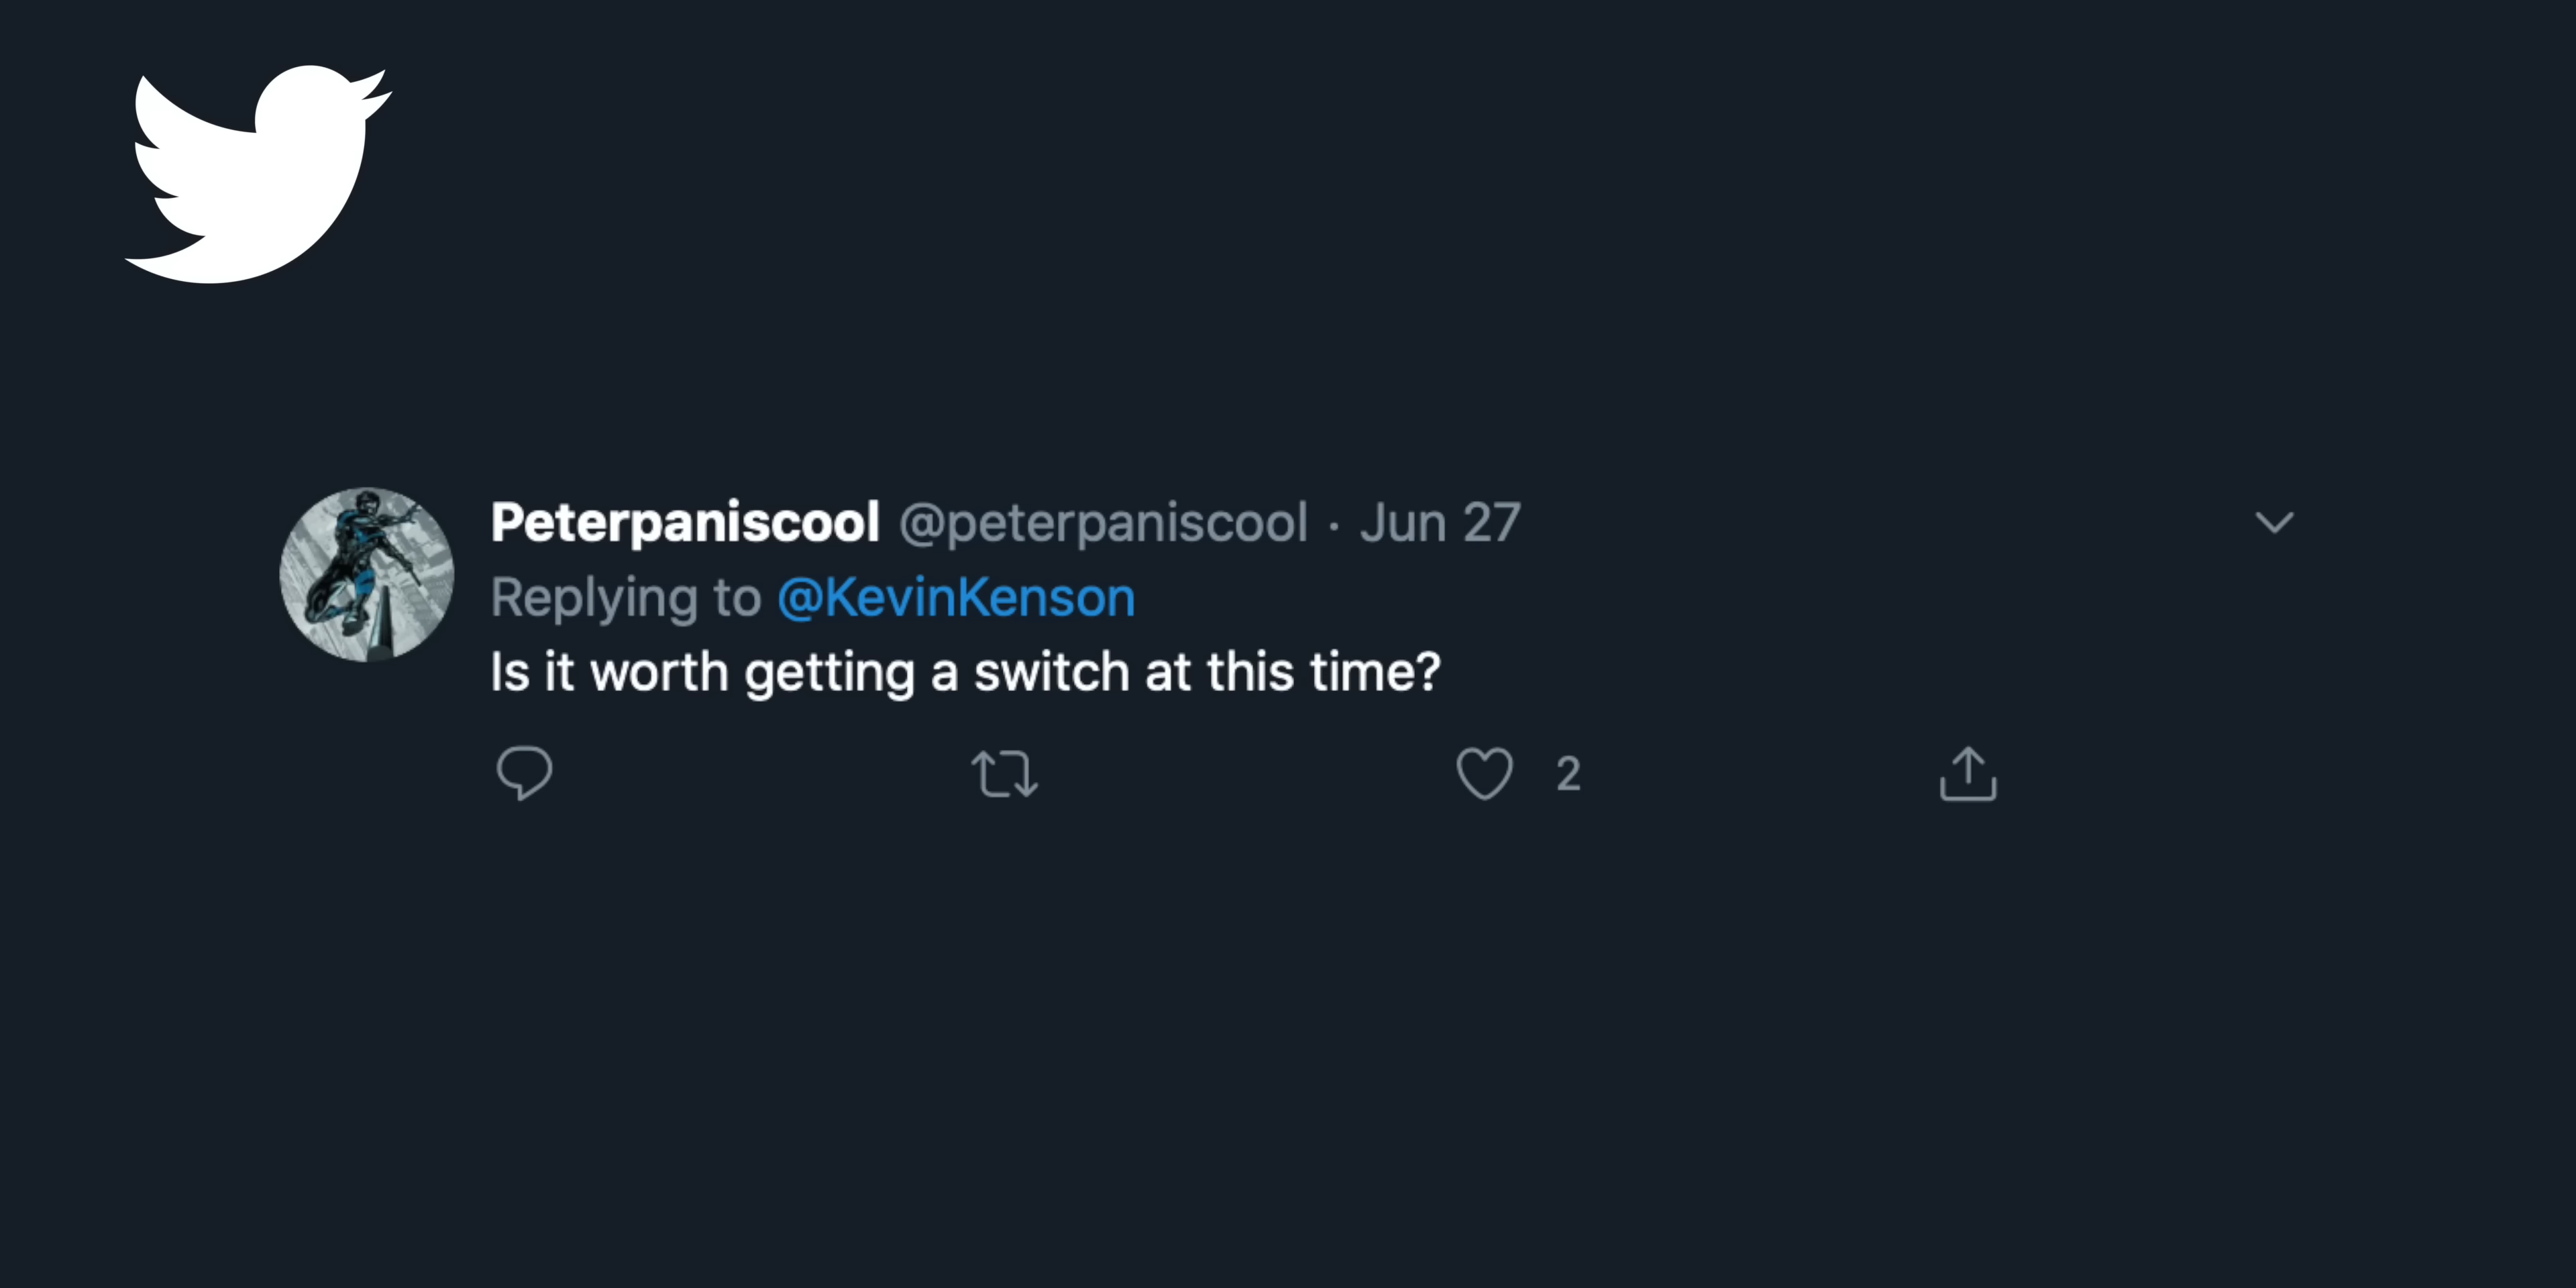 Peterpaniscool @peterpaniscool · Jun 27
Replying to @KevinKenson
Is it worth getting a switch at this time?
2